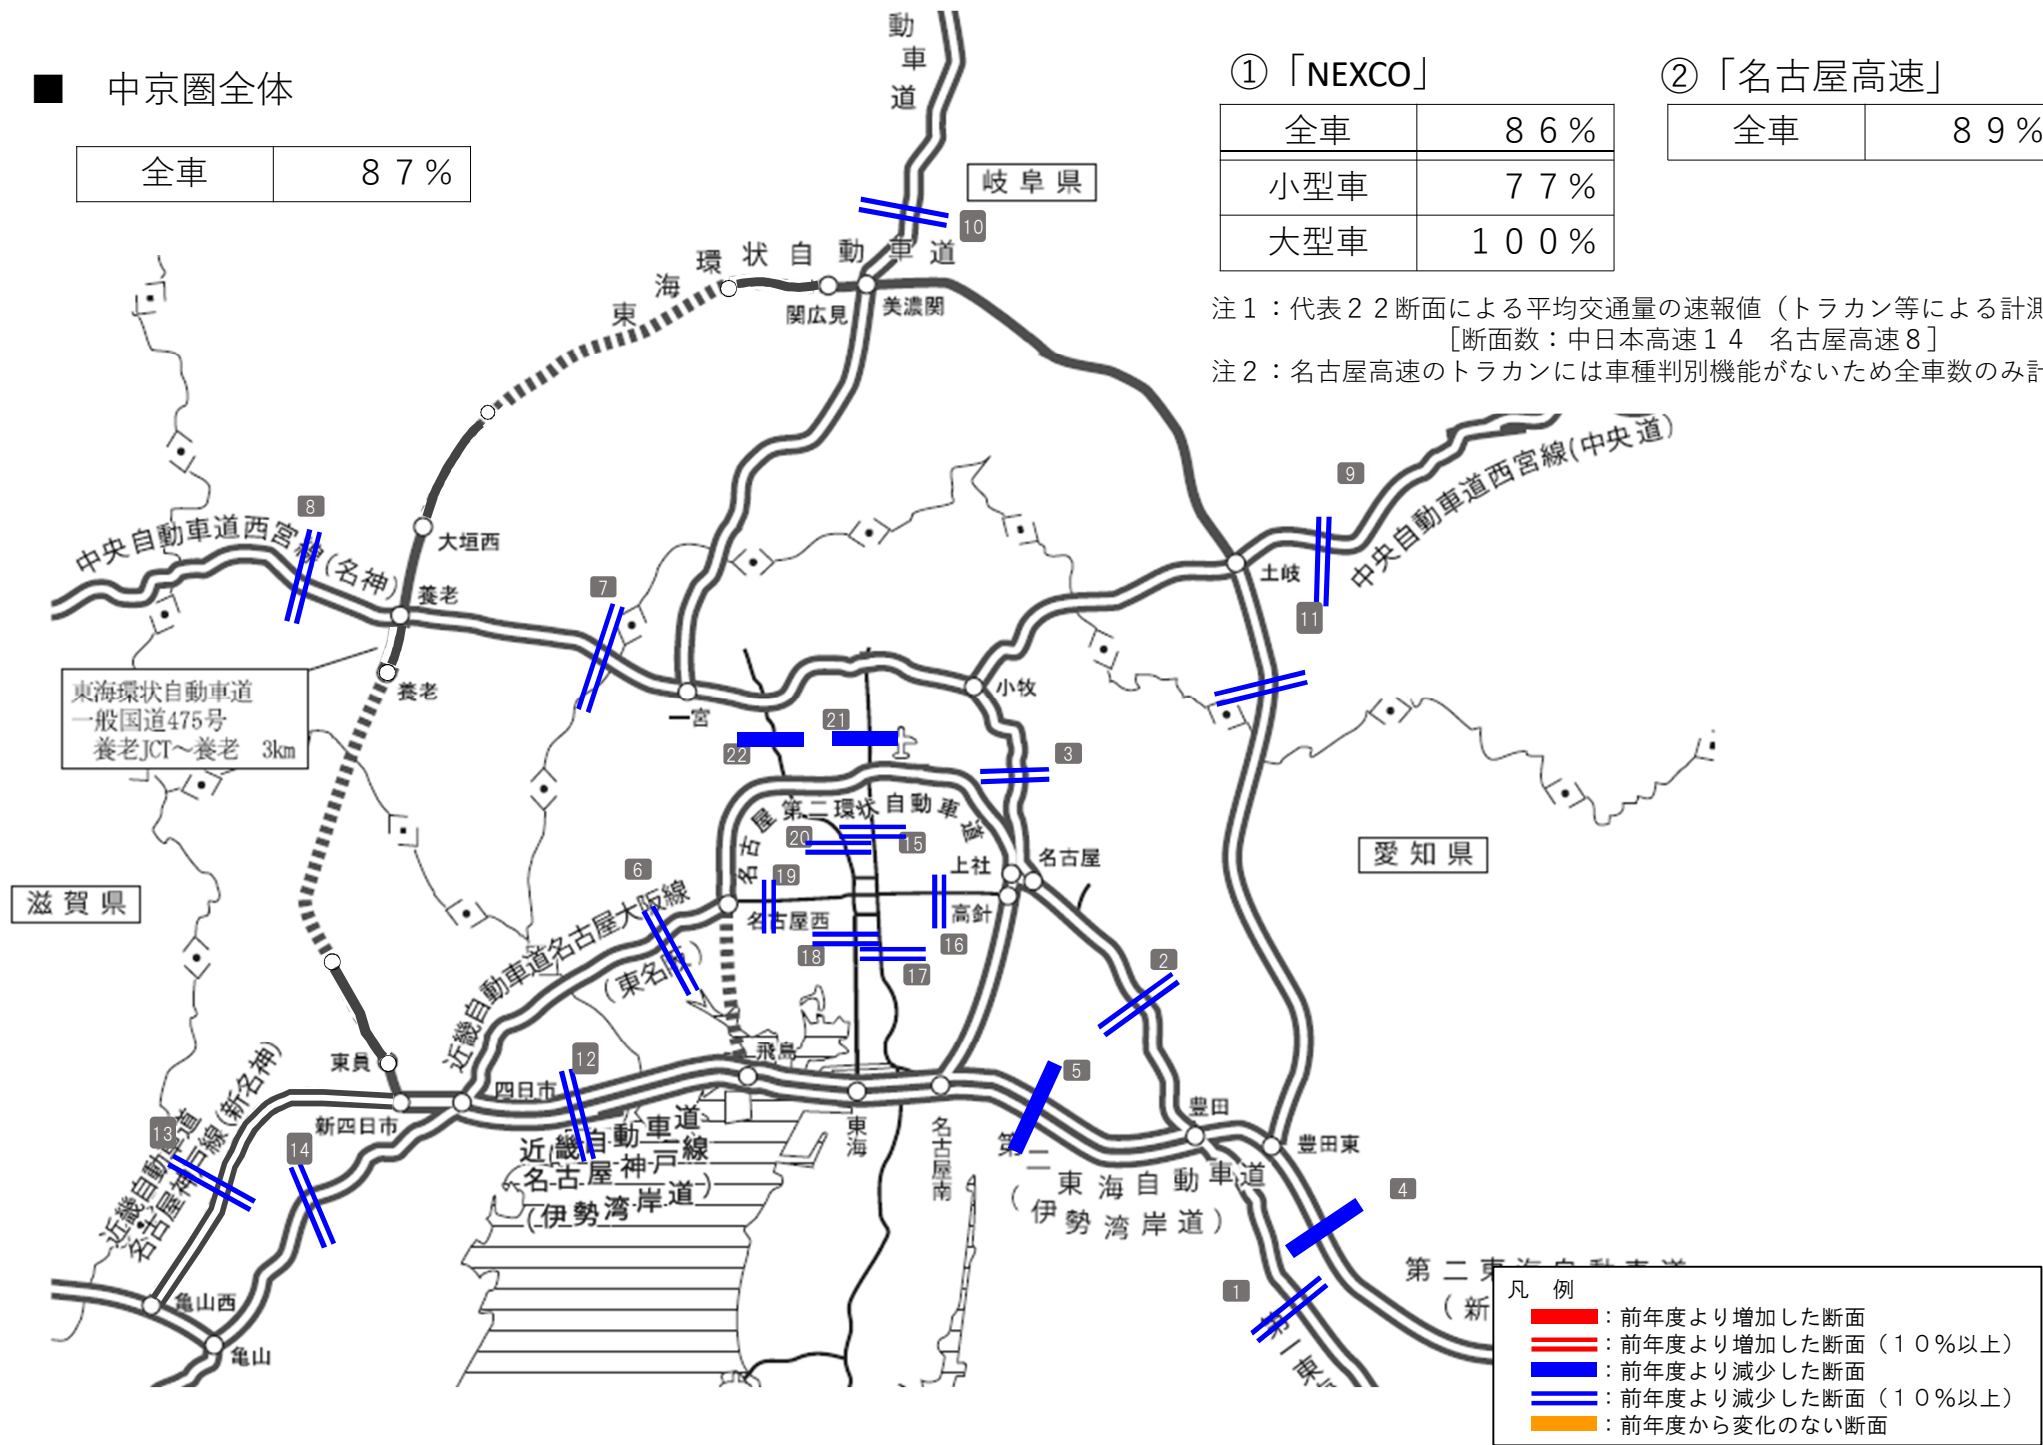 ■　中京圏全体
全車　８７％
①「NEXCO」
全車　８６％
小型車　７７％
大型車　１００％
②「名古屋高速」
全車　８９％
注１：代表２２断面による平均交通量の速報値（トラカン等による計測
［断面数：中日本高速１４　名古屋高速８］
注２：名古屋高速のトラカンには車種判別機能がないため全車数のみ計
動車道
岐阜県
10
東海環状自動車道
関広見
美濃関
中央自動車道西宮線(中央道)
9
8
中央自動車道西宮線(名神)
大垣西
養老
7
土岐
11
東海環状自動車道
一般国道475号
養老JCT～養老　3km
養老
一宮
小牧
22
21
3
名古屋第二環状自動車道
20
15
上社
名古屋
愛知県
滋賀県
6
19
名古屋西
高針
16
18
17
近畿自動車道名古屋大阪線
(東名阪)
2
東員
12
飛島
5
四日市
新四日市
近畿自動車道
名古屋神戸線
(伊勢湾岸道)
東海
名古屋南
豊田
豊田東
第二東海自動車道
(伊勢湾岸道)
13
14
近畿自動車道
名古屋神戸線(新名神)
4
1
第一東
亀山西
亀山
第二東海自動車道
(新
凡　例
：前年度より増加した断面
：前年度より増加した断面（１０％以上）
：前年度より減少した断面
：前年度より減少した断面（１０％以上）
：前年度から変化のない断面